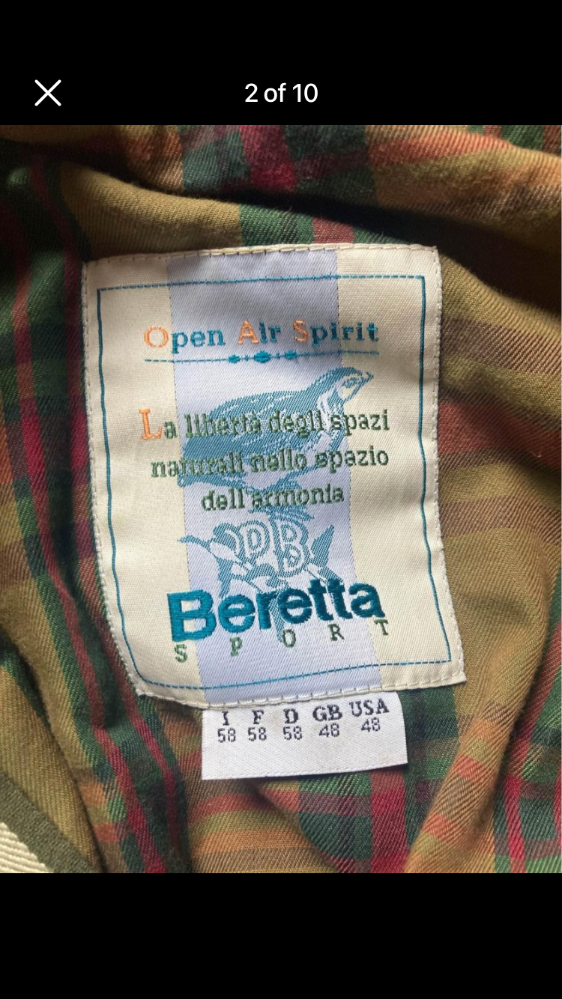 2 of 10
Open Air Spirit
La libertà degli spazi
naturali nello spazio
dell'armonia
PB
Beretta
SPORT
I F D GB USA
58 58 58 48 48